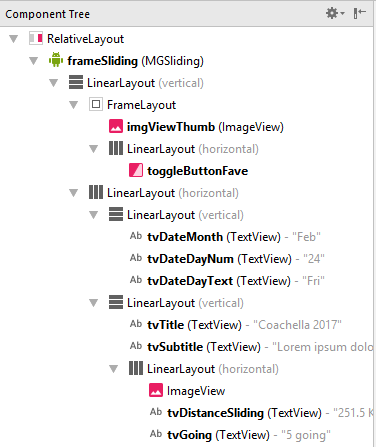 Component Tree
RelativeLayout
frameSliding (MGSliding)
LinearLayout (vertical)
FrameLayout
imgViewThumb (ImageView)
LinearLayout (horizontal)
toggleButtonFave
LinearLayout (horizontal)
LinearLayout (vertical)
Ab tvDateMonth (TextView) - "Feb"
Ab tvDateDayNum (TextView) - "24"
Ab tvDateDayText (TextView) - "Fri"
LinearLayout (vertical)
Ab tvTitle (TextView) - "Coachella 2017"
Ab tvSubtitle (TextView) - "Lorem ipsum dolo
LinearLayout (horizontal)
ImageView
Ab tvDistanceSliding (TextView) - "251.5 K
Ab tvGoing (TextView) - "5 going"